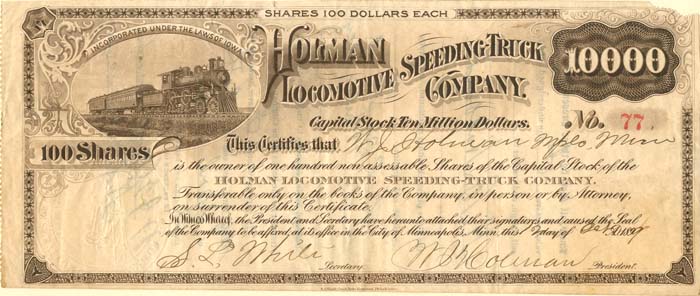 SHARES 100 DOLLARS EACH
INCORPORATED UNDER THE LAWS OF IOWA
HOLMAN
LOCOMOTIVE SPEEDING-TRUCK
COMPANY.
10000
Capital Stock Ten Million Dollars.
No. 77
100 Shares
This Certifies that W J Holman Mpls Minn
is the owner of one hundred non assessable Shares of the Capital Stock of the
HOLMAN LOCOMOTIVE SPEEDING-TRUCK COMPANY.
Transferable only on the books of the Company, in person or by Attorney,
on surrender of this Certificate.
In Witness Whereof, the President and Secretary have hereunto attached their signatures and caused the Seal
of the Company to be affixed, at its office in the City of Minneapolis, Minn. this day of
Secretary.
W J Holman President.